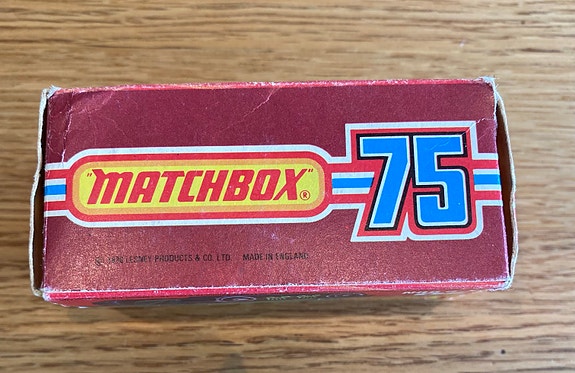 "MATCHBOX"®
75
LESNEY PRODUCTS & CO. LTD. MADE IN ENGLAND